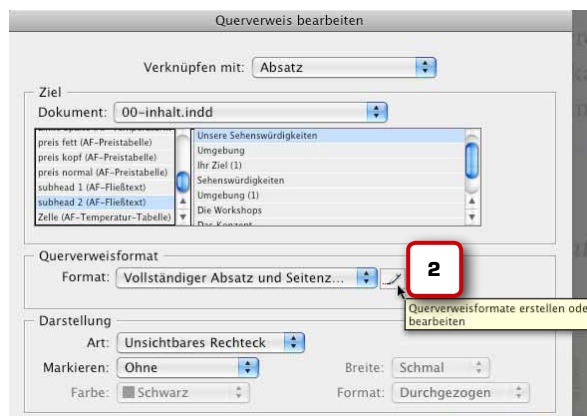 Querverweis bearbeiten
Verknüpfen mit: Absatz
Ziel
Dokument: 00-inhalt.indd
preis fett (AF-Preistabelle)
preis kopf (AF-Preistabelle)
preis normal (AF-Preistabelle)
subhead 1 (AF-Fließtext)
subhead 2 (AF-Fließtext)
Zelle (AF-Temperatur-Tabelle)
Unsere Sehenswürdigkeiten
Umgebung
Ihr Ziel (1)
Sehenswürdigkeiten
Umgebung (1)
Die Workshops
Das Konzept
Querverweisformat
Format: Vollständiger Absatz und Seitenz...
2
Querverweisformate erstellen ode
bearbeiten
Darstellung
Art: Unsichtbares Rechteck
Markieren: Ohne Breite: Schmal
Farbe: Schwarz Format: Durchgezogen